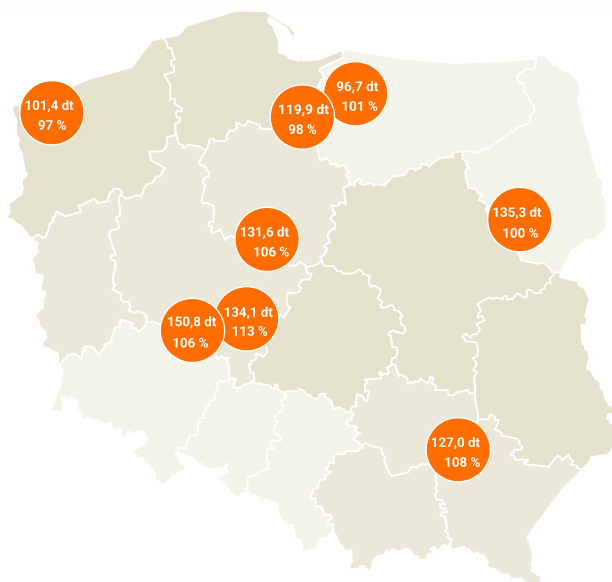 96,7 dt
101 %
101,4 dt
97 %
119,9 dt
98 %
135,3 dt
100 %
131,6 dt
106 %
134,1 dt
113 %
150,8 dt
106 %
127,0 dt
108 %